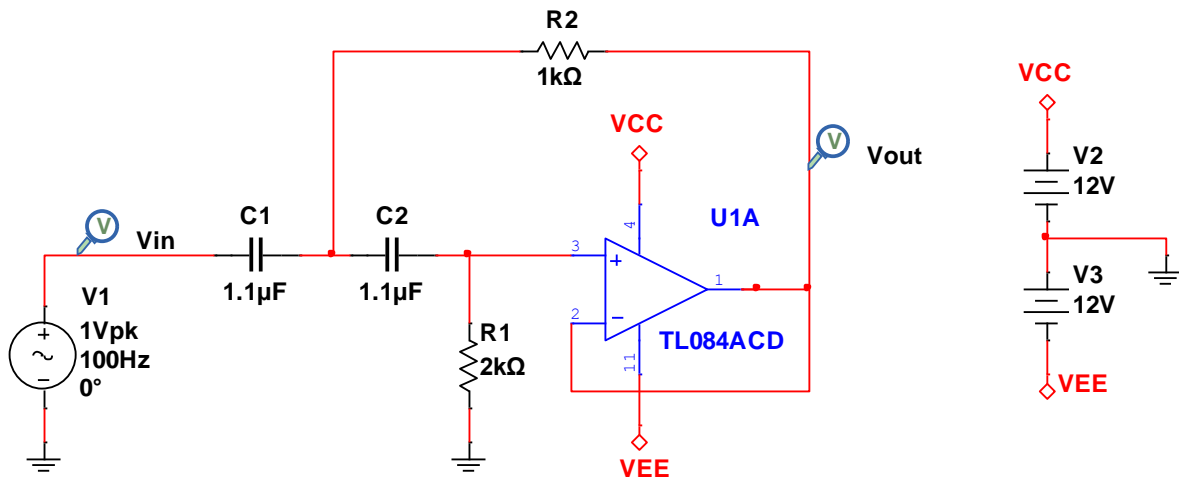 R2
1kΩ
VCC
VCC
V
Vout
V2
12V
V
Vin
C1
C2
U1A
4
3
1
1.1µF
1.1µF
V3
12V
V1
1Vpk
100Hz
0°
2
R1
2kΩ
TL084ACD
11
VEE
VEE